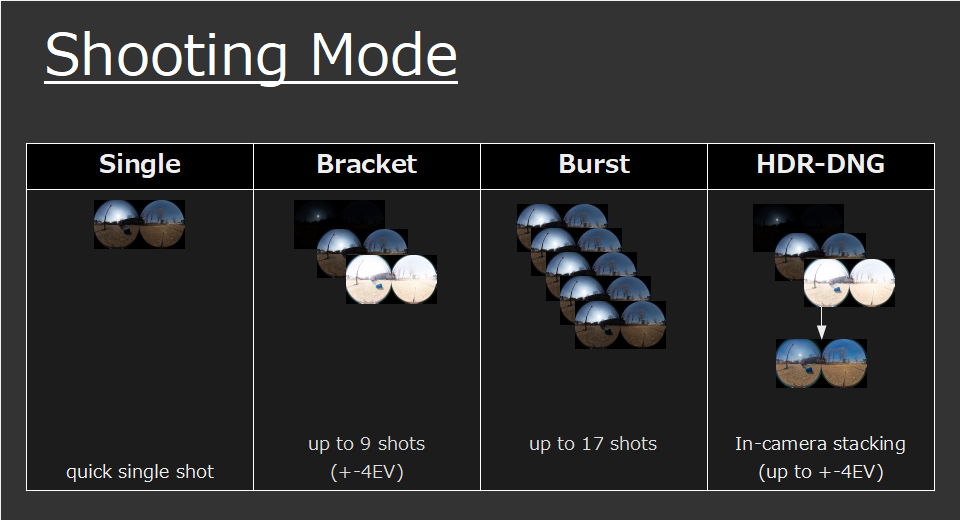 Shooting Mode
Single
Bracket
Burst
HDR-DNG
quick single shot
up to 9 shots
(+-4EV)
up to 17 shots
In-camera stacking
(up to +-4EV)